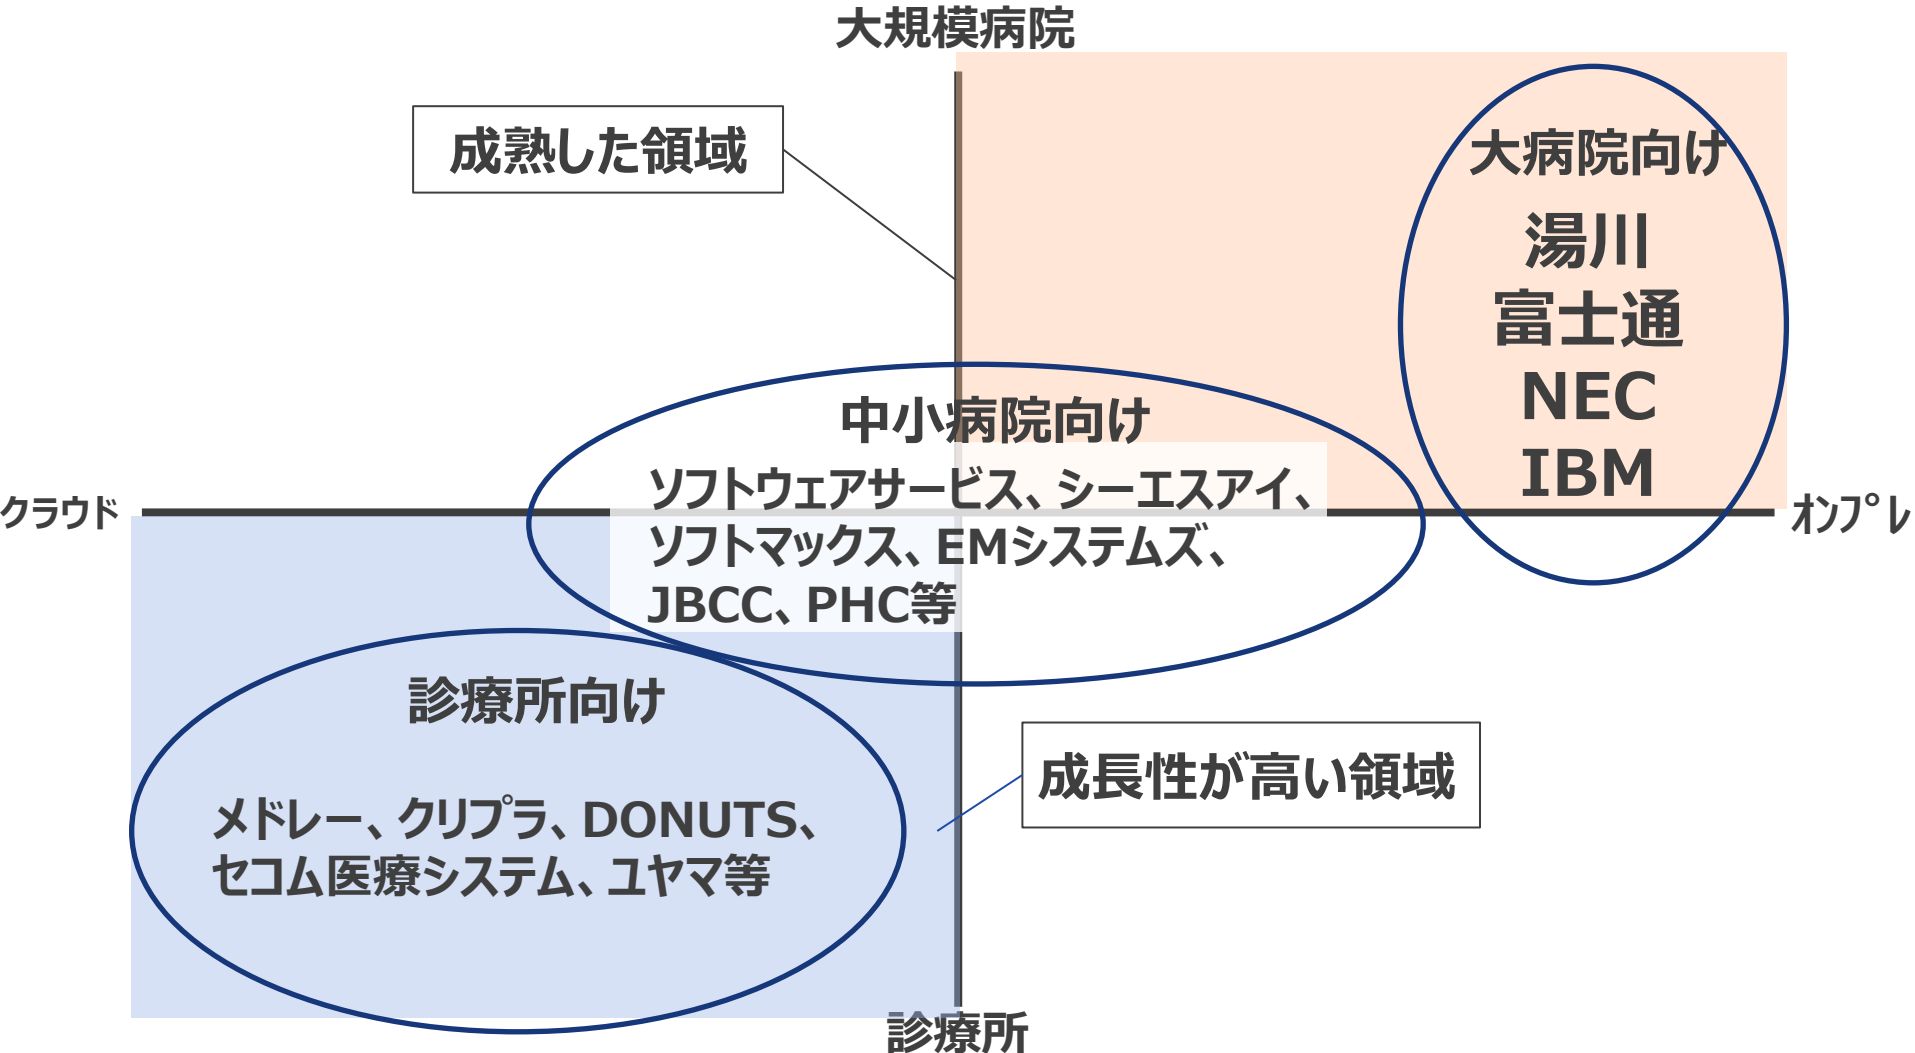 大規模病院
成熟した領域
大病院向け
湯川
富士通
NEC
IBM
中小病院向け
ソフトウェアサービス、シーエスアイ、
ソフトマックス、EMシステムズ、
JBCC、PHC等
クラウド
ｵﾝﾌﾟﾚ
診療所向け
メドレー、クリプラ、DONUTS、
セコム医療システム、ユヤマ等
成長性が高い領域
診療所